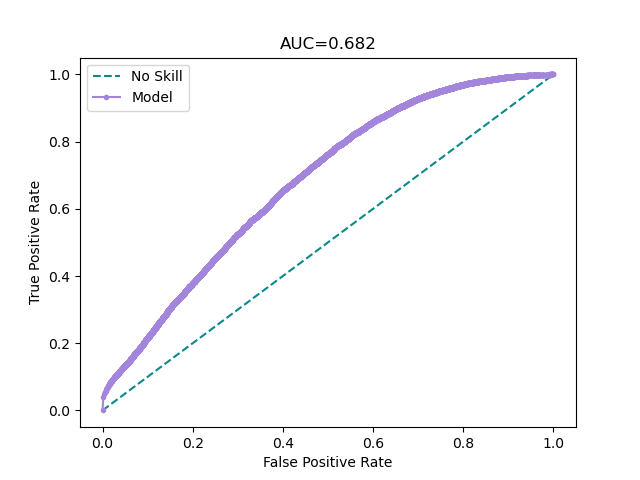 AUC=0.682
No Skill
Model
True Positive Rate
1.0
0.8
0.6
0.4
0.2
0.0
0.0 0.2 0.4 0.6 0.8 1.0
False Positive Rate